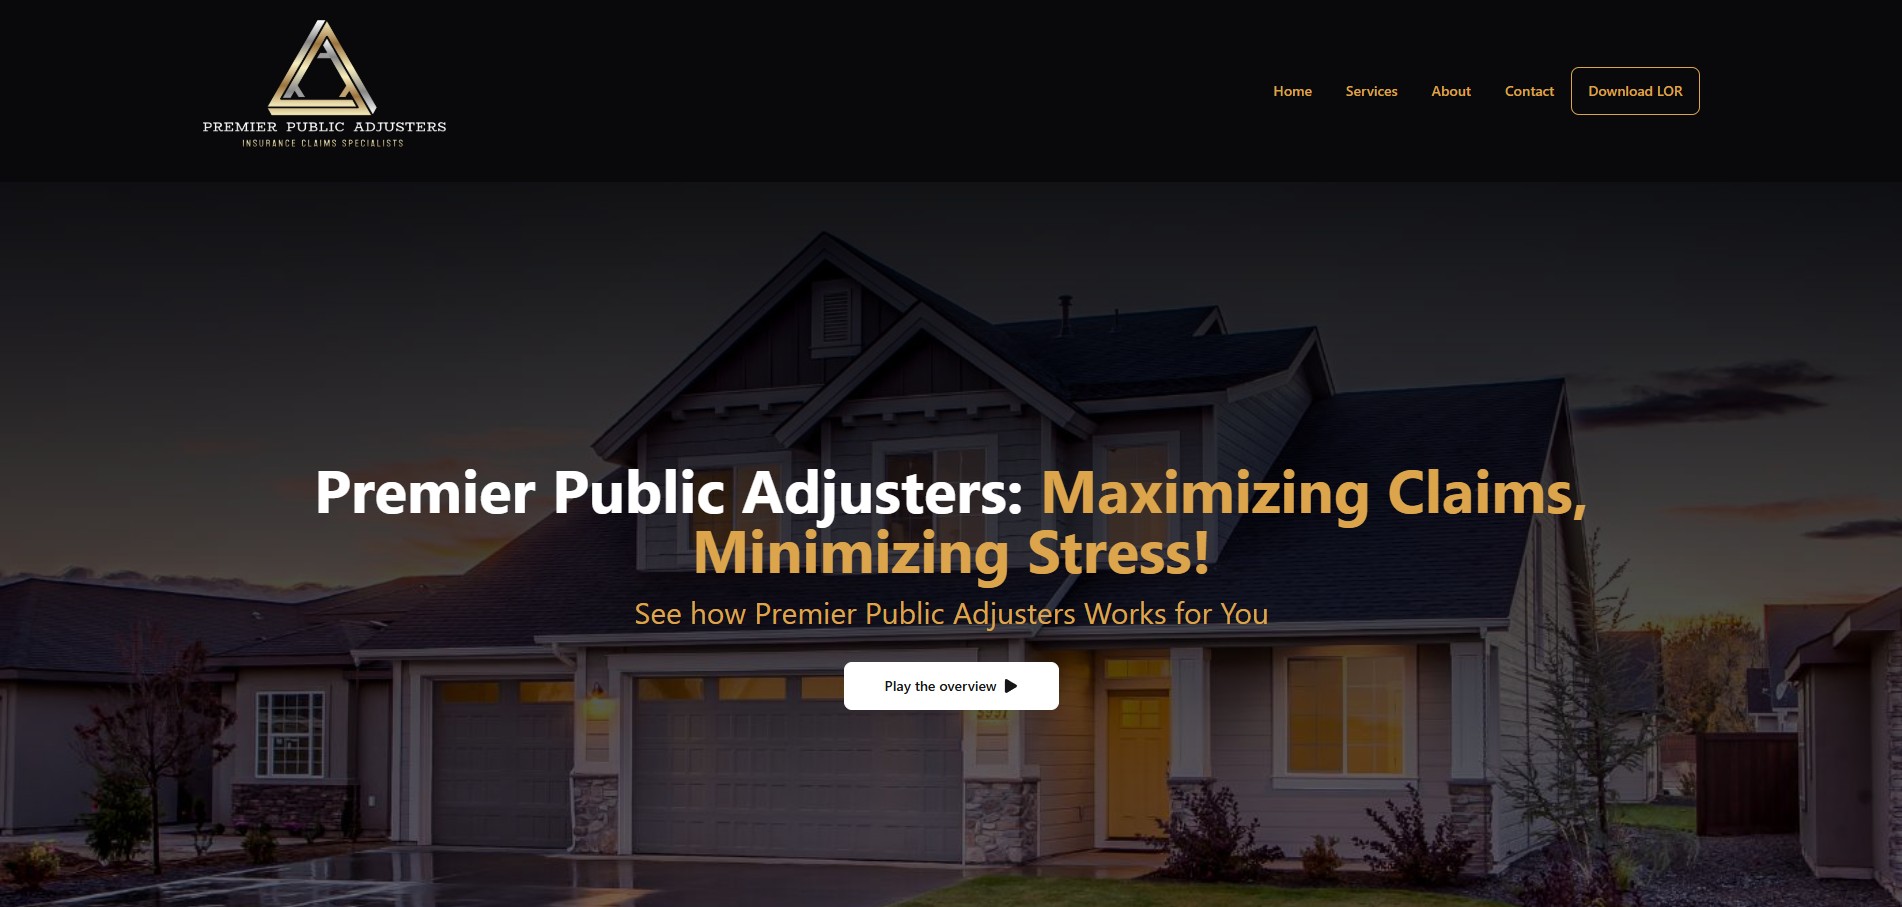 PREMIER PUBLIC ADJUSTERS
INSURANCE CLAIMS SPECIALISTS
Home
Services
About
Contact
Download LOR
Premier Public Adjusters: Maximizing Claims,
Minimizing Stress!
See how Premier Public Adjusters Works for You
Play the overview